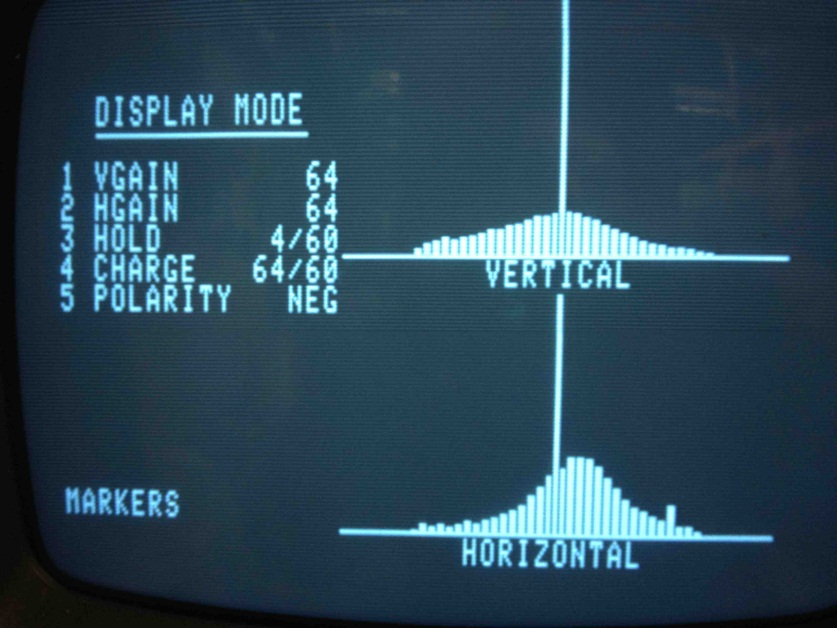 DISPLAY MODE
1 VGAIN 64
2 HGAIN 64
3 HOLD 4/60
4 CHARGE 64/60
5 POLARITY NEG
VERTICAL
MARKERS
HORIZONTAL